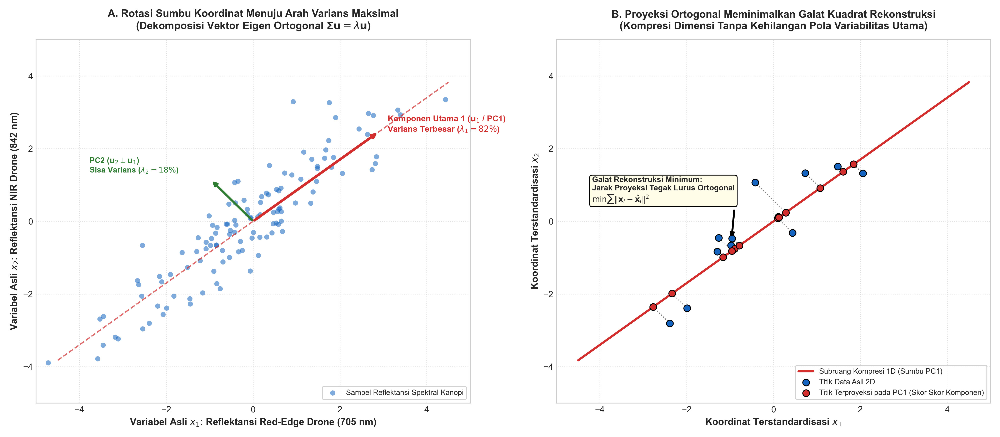 A. Rotasi Sumbu Koordinat Menuju Arah Varians Maksimal
(Dekomposisi Vektor Eigen Ortogonal Σu = λu)
Variabel Asli x₂: Reflektansi NIR Drone (842 nm)
4
2
0
−2
−4
Komponen Utama 1 (u₁ / PC1)
Varians Terbesar (λ₁ = 82%)
PC2 (u₂ ⊥ u₁)
Sisa Varians (λ₂ = 18%)
Sampel Reflektansi Spektral Kanopi
−4 −2 0 2 4
Variabel Asli x₁: Reflektansi Red-Edge Drone (705 nm)
B. Proyeksi Ortogonal Meminimalkan Galat Kuadrat Rekonstruksi
(Kompresi Dimensi Tanpa Kehilangan Pola Variabilitas Utama)
Koordinat Terstandardisasi x₂
4
2
0
−2
−4
Galat Rekonstruksi Minimum:
Jarak Proyeksi Tegak Lurus Ortogonal
min∑‖xᵢ − x̂ᵢ‖²
Subruang Kompresi 1D (Sumbu PC1)
Titik Data Asli 2D
Titik Terproyeksi pada PC1 (Skor Skor Komponen)
−4 −2 0 2 4
Koordinat Terstandardisasi x₁